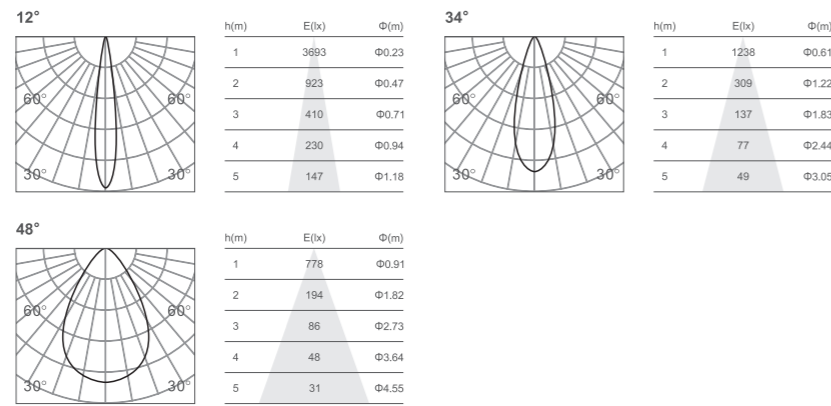 12°
60° 60°
30° 30°
h(m) E(lx) Φ(m)
1 3693 Φ0.23
2 923 Φ0.47
3 410 Φ0.71
4 230 Φ0.94
5 147 Φ1.18
34°
60° 60°
30° 30°
h(m) E(lx) Φ(m)
1 1238 Φ0.61
2 309 Φ1.22
3 137 Φ1.83
4 77 Φ2.44
5 49 Φ3.05
48°
60° 60°
30° 30°
h(m) E(lx) Φ(m)
1 778 Φ0.91
2 194 Φ1.82
3 86 Φ2.73
4 48 Φ3.64
5 31 Φ4.55